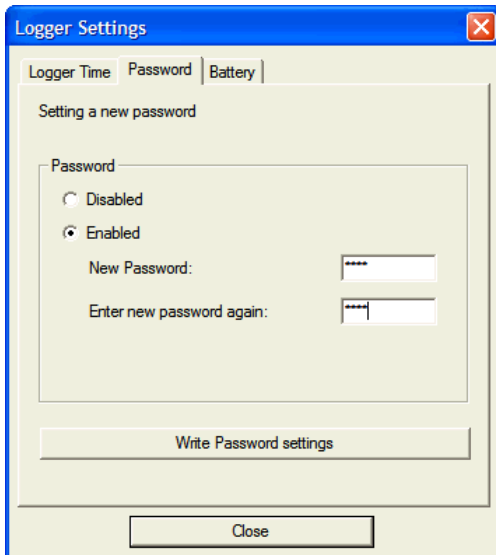 Logger Settings
Logger Time Password Battery
Setting a new password
Password
Disabled
Enabled
New Password: ****
Enter new password again: ****
Write Password settings
Close